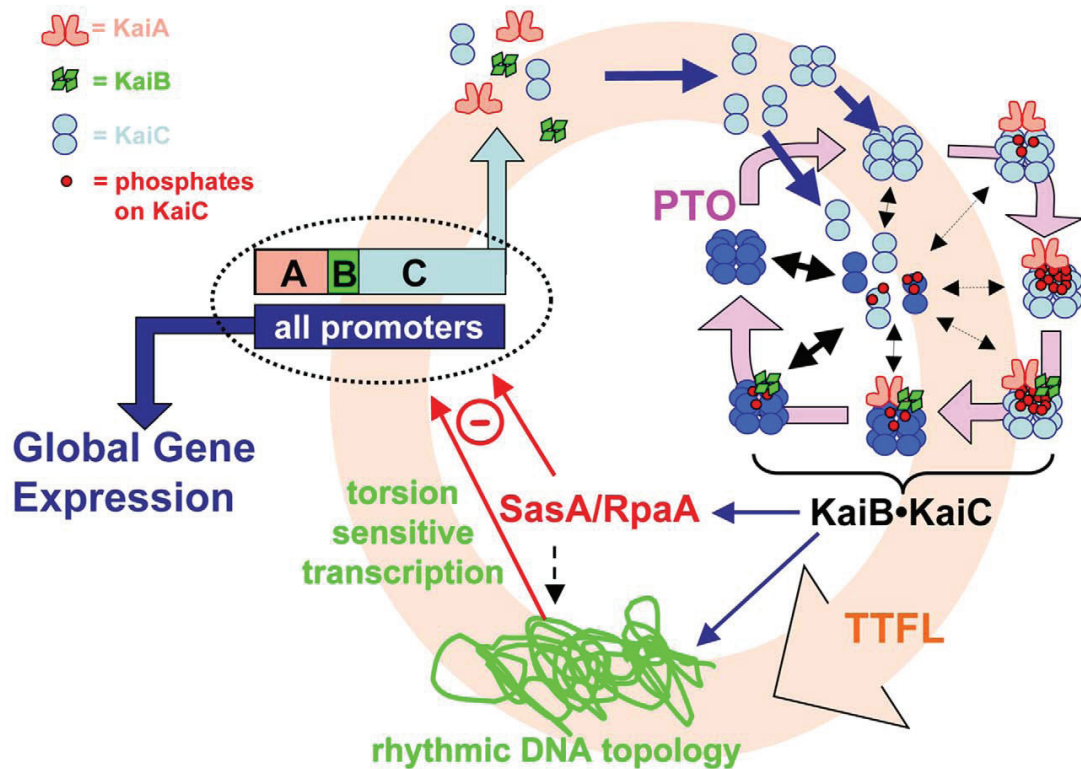 = KaiA
= KaiB
= KaiC
= phosphates
on KaiC
PTO
A B C
all promoters
Global Gene
Expression
−
torsion
sensitive
transcription
SasA/RpaA
KaiB•KaiC
TTFL
rhythmic DNA topology